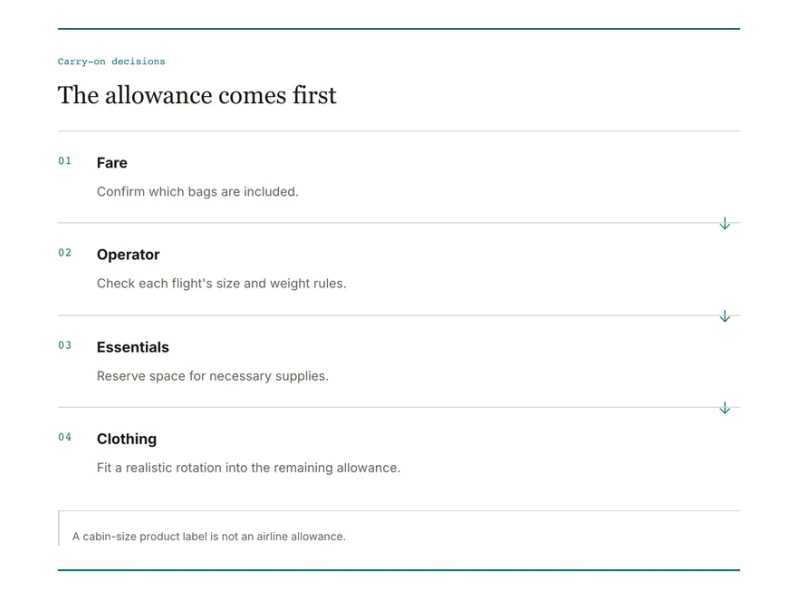 Carry-on decisions
The allowance comes first
01 Fare
Confirm which bags are included.
02 Operator
Check each flight's size and weight rules.
03 Essentials
Reserve space for necessary supplies.
04 Clothing
Fit a realistic rotation into the remaining allowance.
A cabin-size product label is not an airline allowance.